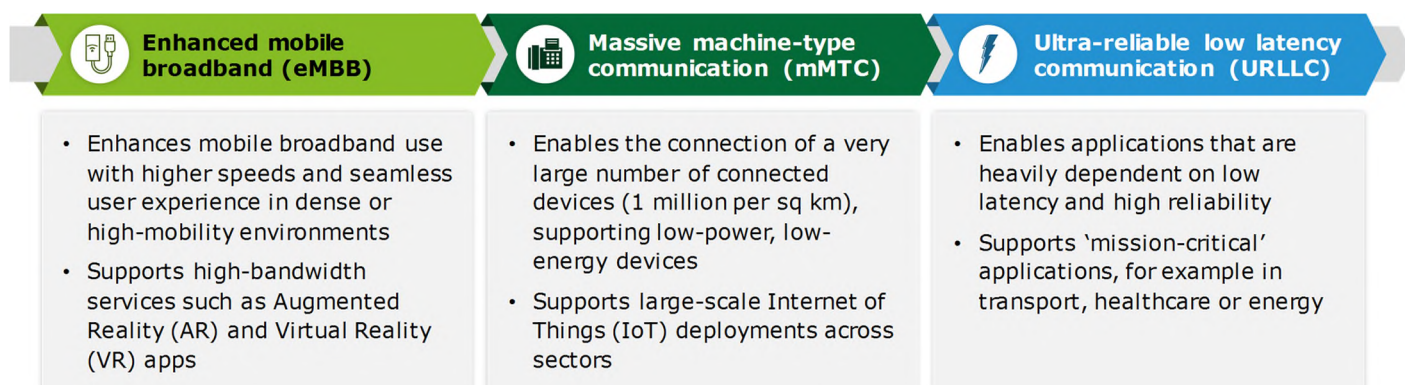 Enhanced mobile
broadband (eMBB)
• Enhances mobile broadband use
with higher speeds and seamless
user experience in dense or
high-mobility environments
• Supports high-bandwidth
services such as Augmented
Reality (AR) and Virtual Reality
(VR) apps
Massive machine-type
communication (mMTC)
• Enables the connection of a very
large number of connected
devices (1 million per sq km),
supporting low-power, low-
energy devices
• Supports large-scale Internet of
Things (IoT) deployments across
sectors
Ultra-reliable low latency
communication (URLLC)
• Enables applications that are
heavily dependent on low
latency and high reliability
• Supports ‘mission-critical’
applications, for example in
transport, healthcare or energy